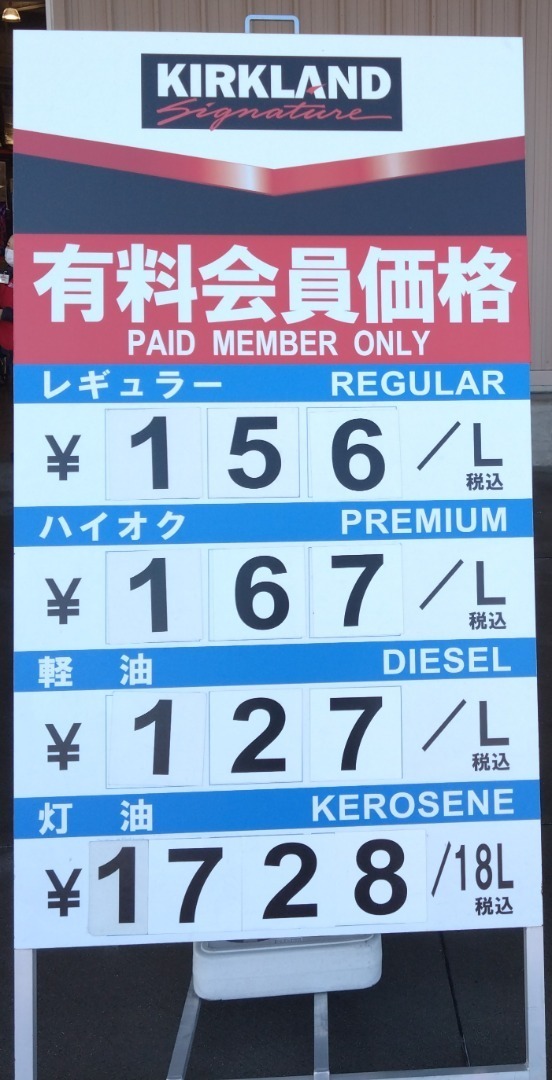 KIRKLAND
Signature
有料会員価格
PAID MEMBER ONLY
レギュラー REGULAR
¥ 156 /L 税込
ハイオク PREMIUM
¥ 167 /L 税込
軽油 DIESEL
¥ 127 /L 税込
灯油 KEROSENE
¥ 1728 /18L 税込